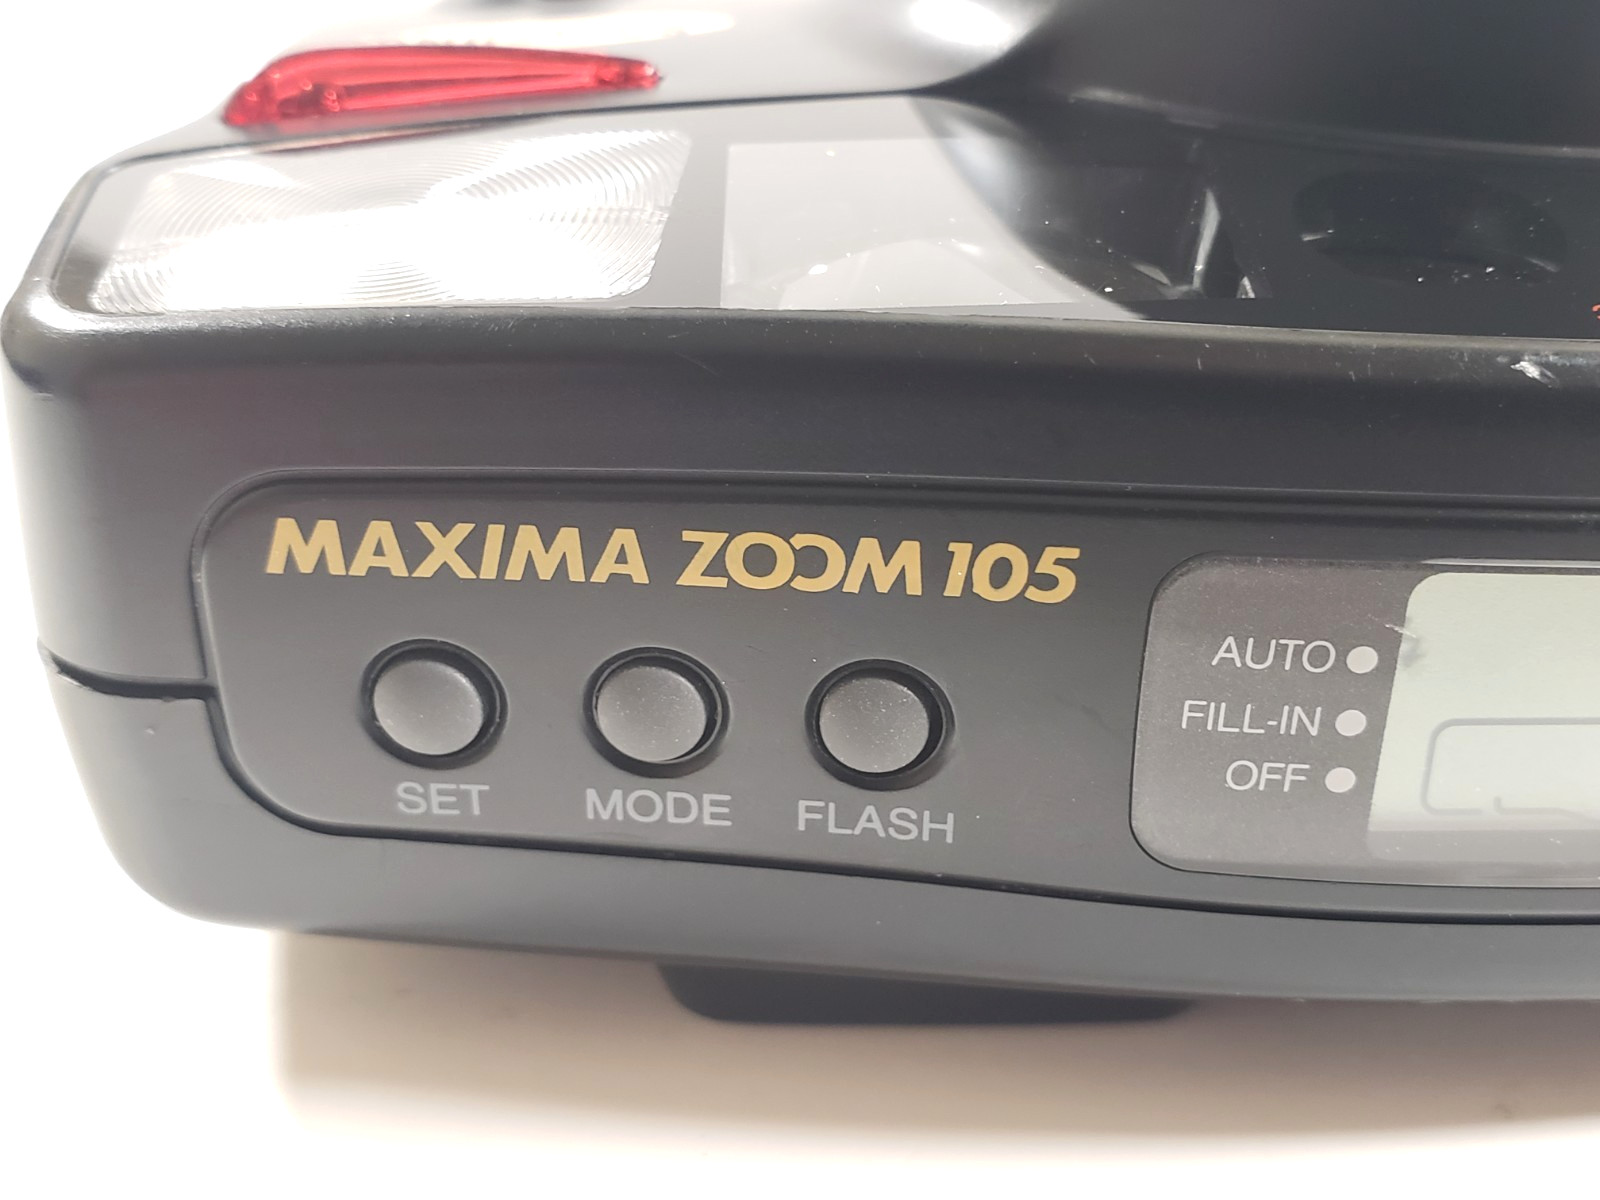 MAXIMA ZOOM 105
SET
MODE
FLASH
AUTO
FILL-IN
OFF